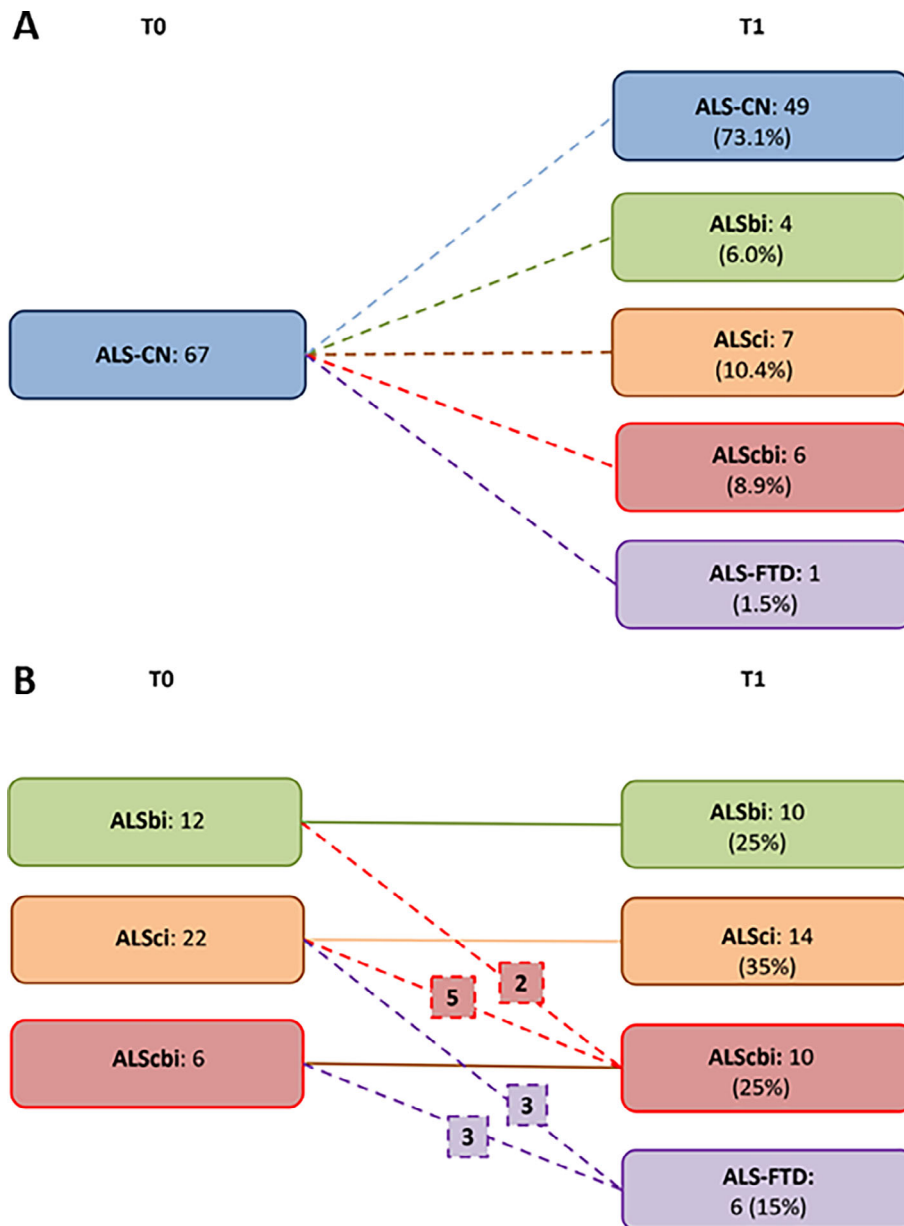 A
T0
T1
ALS-CN: 49
(73.1%)
ALSbi: 4
(6.0%)
ALS-CN: 67
ALSci: 7
(10.4%)
ALScbi: 6
(8.9%)
ALS-FTD: 1
(1.5%)
B
T0
T1
ALSbi: 12
ALSbi: 10
(25%)
ALSci: 22
ALSci: 14
(35%)
2
5
ALScbi: 6
ALScbi: 10
(25%)
3
3
ALS-FTD:
6 (15%)